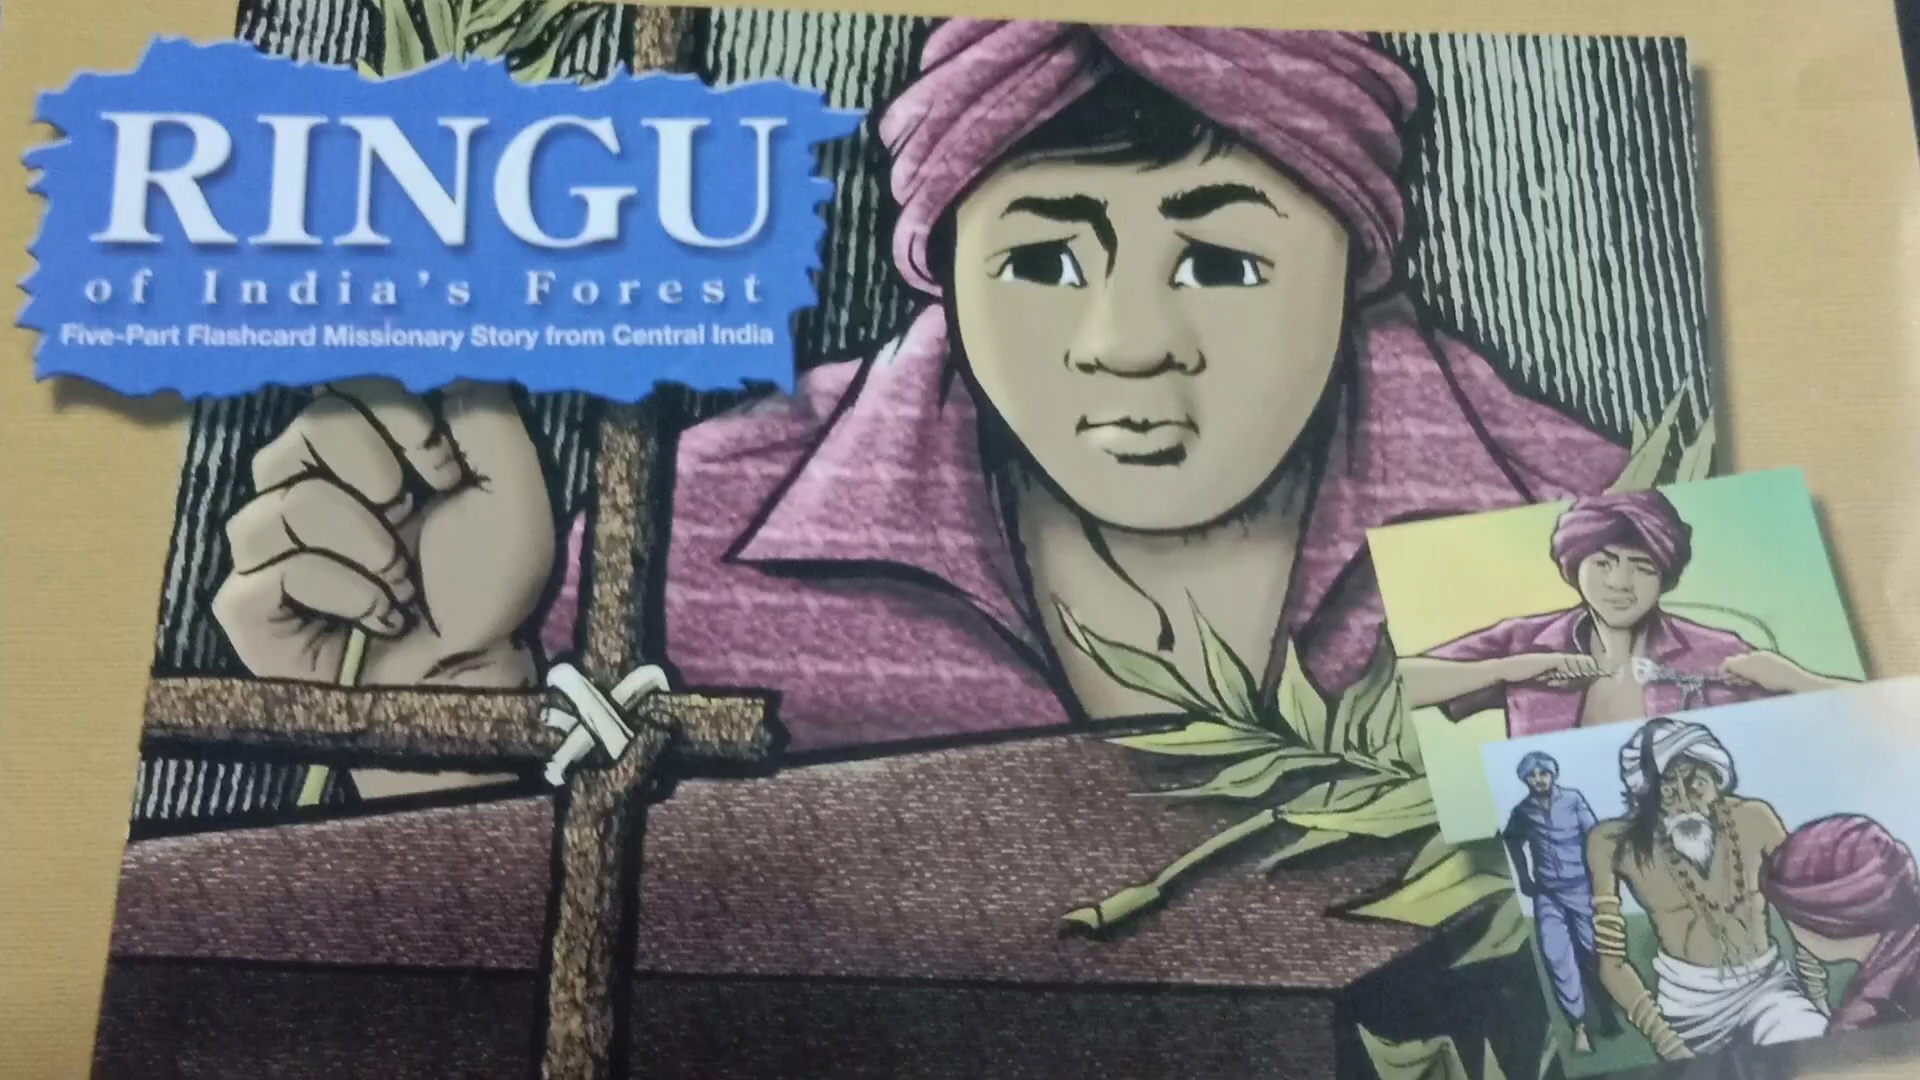 RINGU
of India's Forest
Five-Part Flashcard Missionary Story from Central India